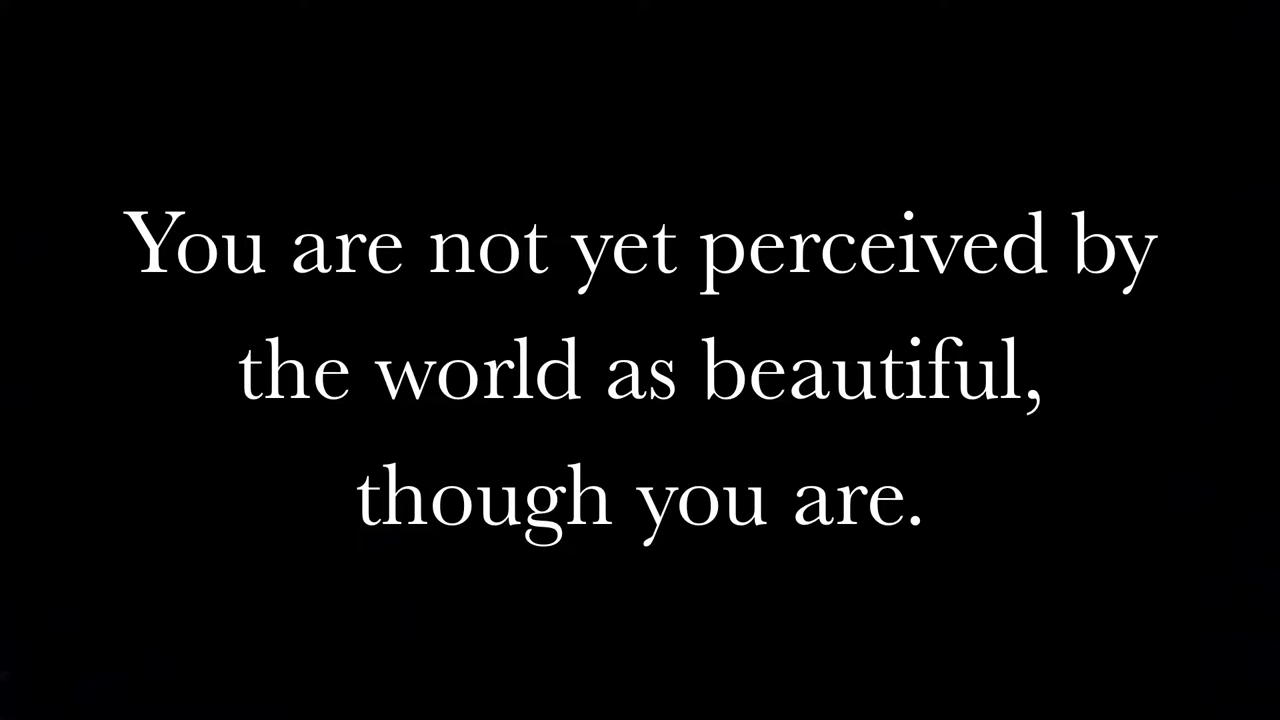 You are not yet perceived by
the world as beautiful,
though you are.